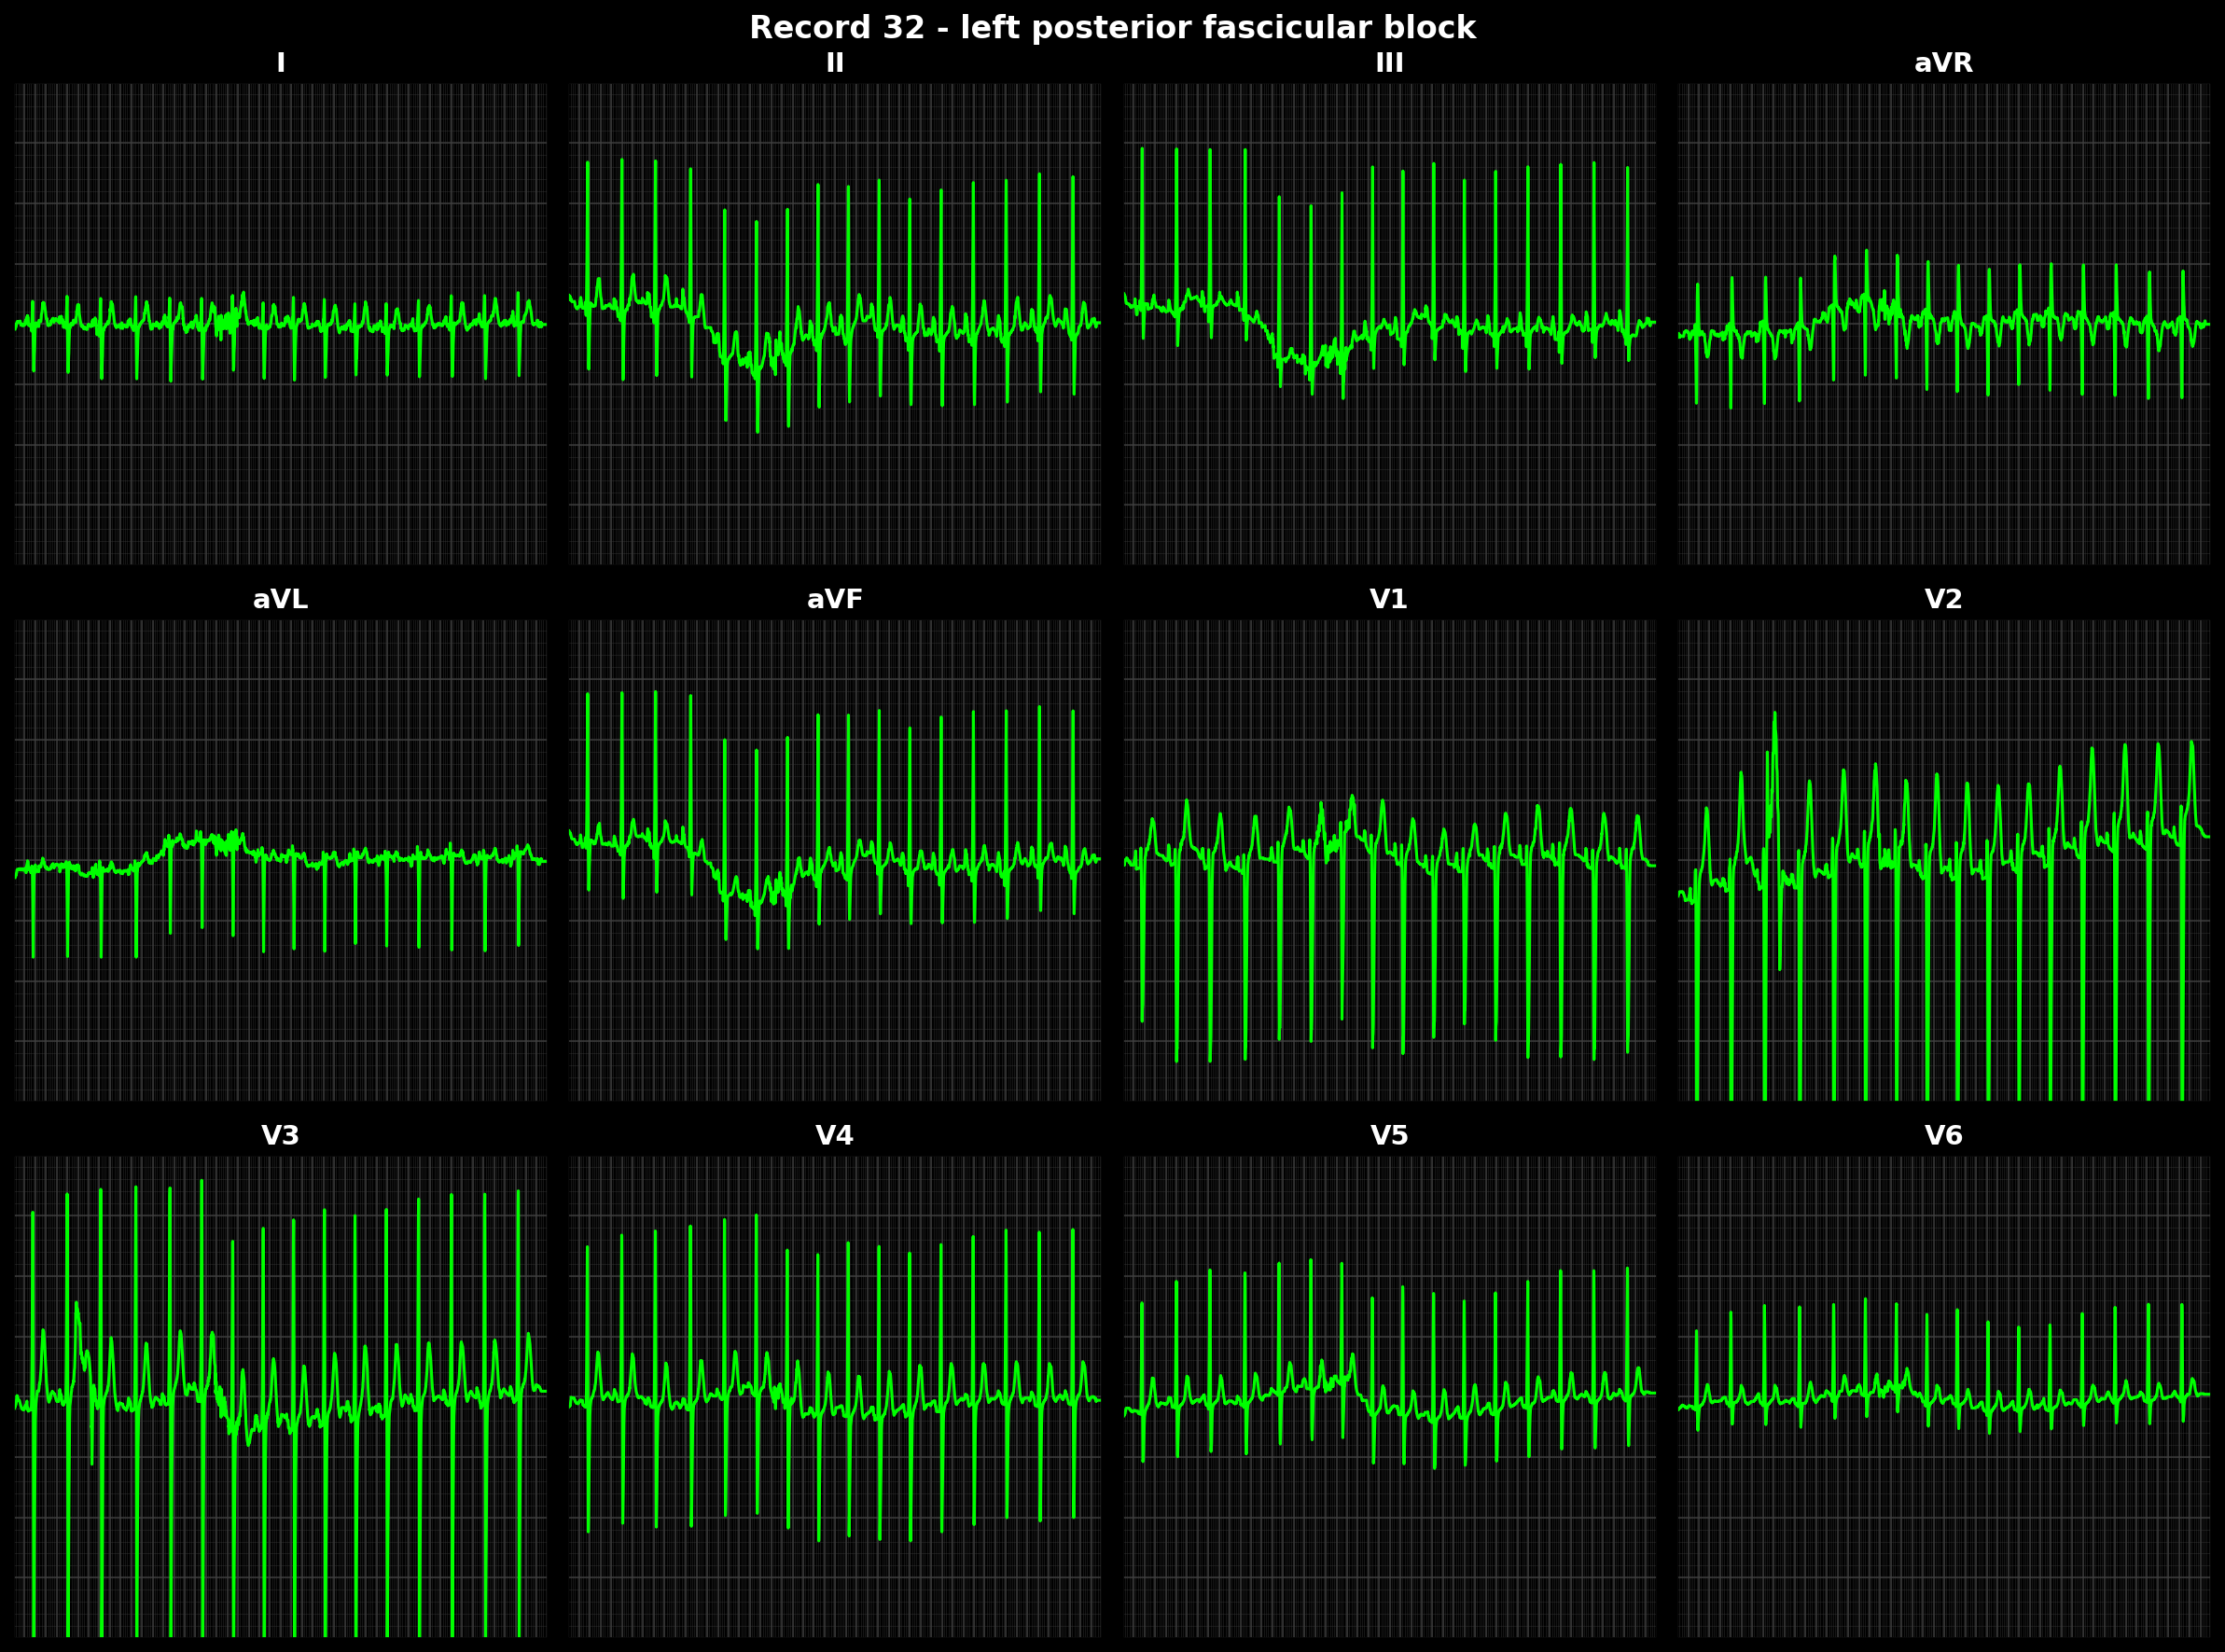 Record 32 - left posterior fascicular block
I II III aVR
aVL aVF V1 V2
V3 V4 V5 V6